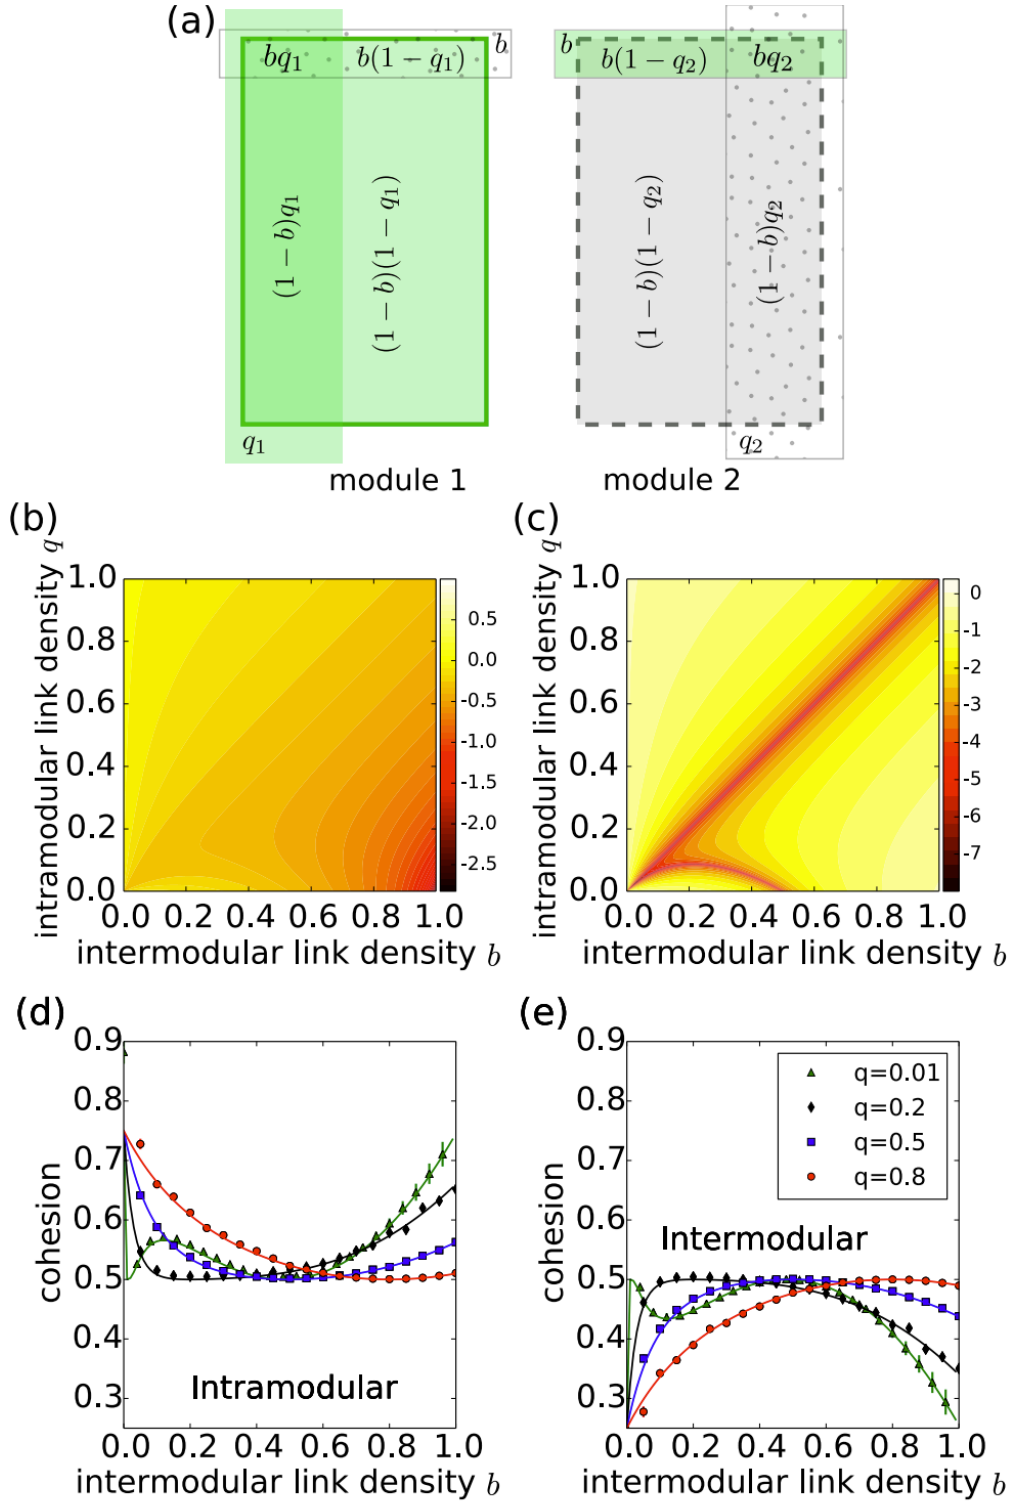 (a)
bq₁ b(1 − q₁) b
b b(1 − q₂) bq₂
(1 − b)q₁
(1 − b)(1 − q₁)
(1 − b)(1 − q₂)
(1 − b)q₂
q₁
q₂
module 1
module 2
(b)
intramodular link density q
1.0
0.8
0.6
0.4
0.2
0.0
0.0 0.2 0.4 0.6 0.8 1.0
intermodular link density b
0.5
0.0
-0.5
-1.0
-1.5
-2.0
-2.5
(c)
intramodular link density q
1.0
0.8
0.6
0.4
0.2
0.0
0.0 0.2 0.4 0.6 0.8 1.0
intermodular link density b
0
-1
-2
-3
-4
-5
-6
-7
(d)
cohesion
0.9
0.8
0.7
0.6
0.5
0.4
0.3
Intramodular
0.0 0.2 0.4 0.6 0.8 1.0
intermodular link density b
(e)
cohesion
0.9
0.8
0.7
0.6
0.5
0.4
0.3
q=0.01
q=0.2
q=0.5
q=0.8
Intermodular
0.0 0.2 0.4 0.6 0.8 1.0
intermodular link density b